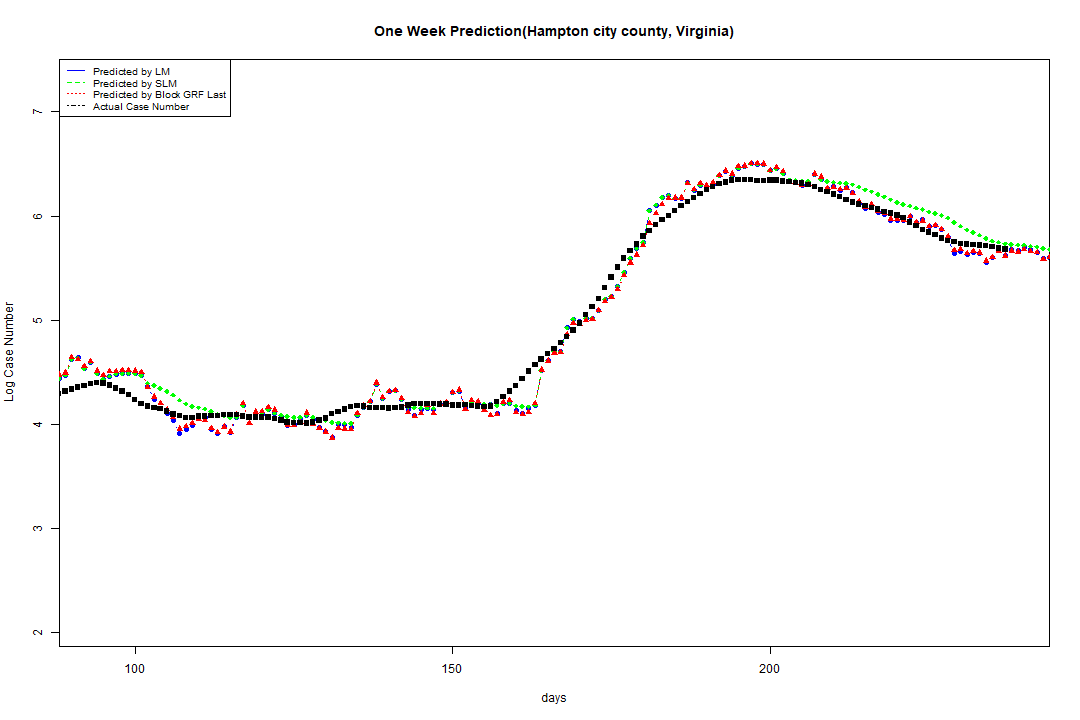 One Week Prediction(Hampton city county, Virginia)
Predicted by LM
Predicted by SLM
Predicted by Block GRF Last
Actual Case Number
7
6
5
4
3
2
Log Case Number
100 150 200
days